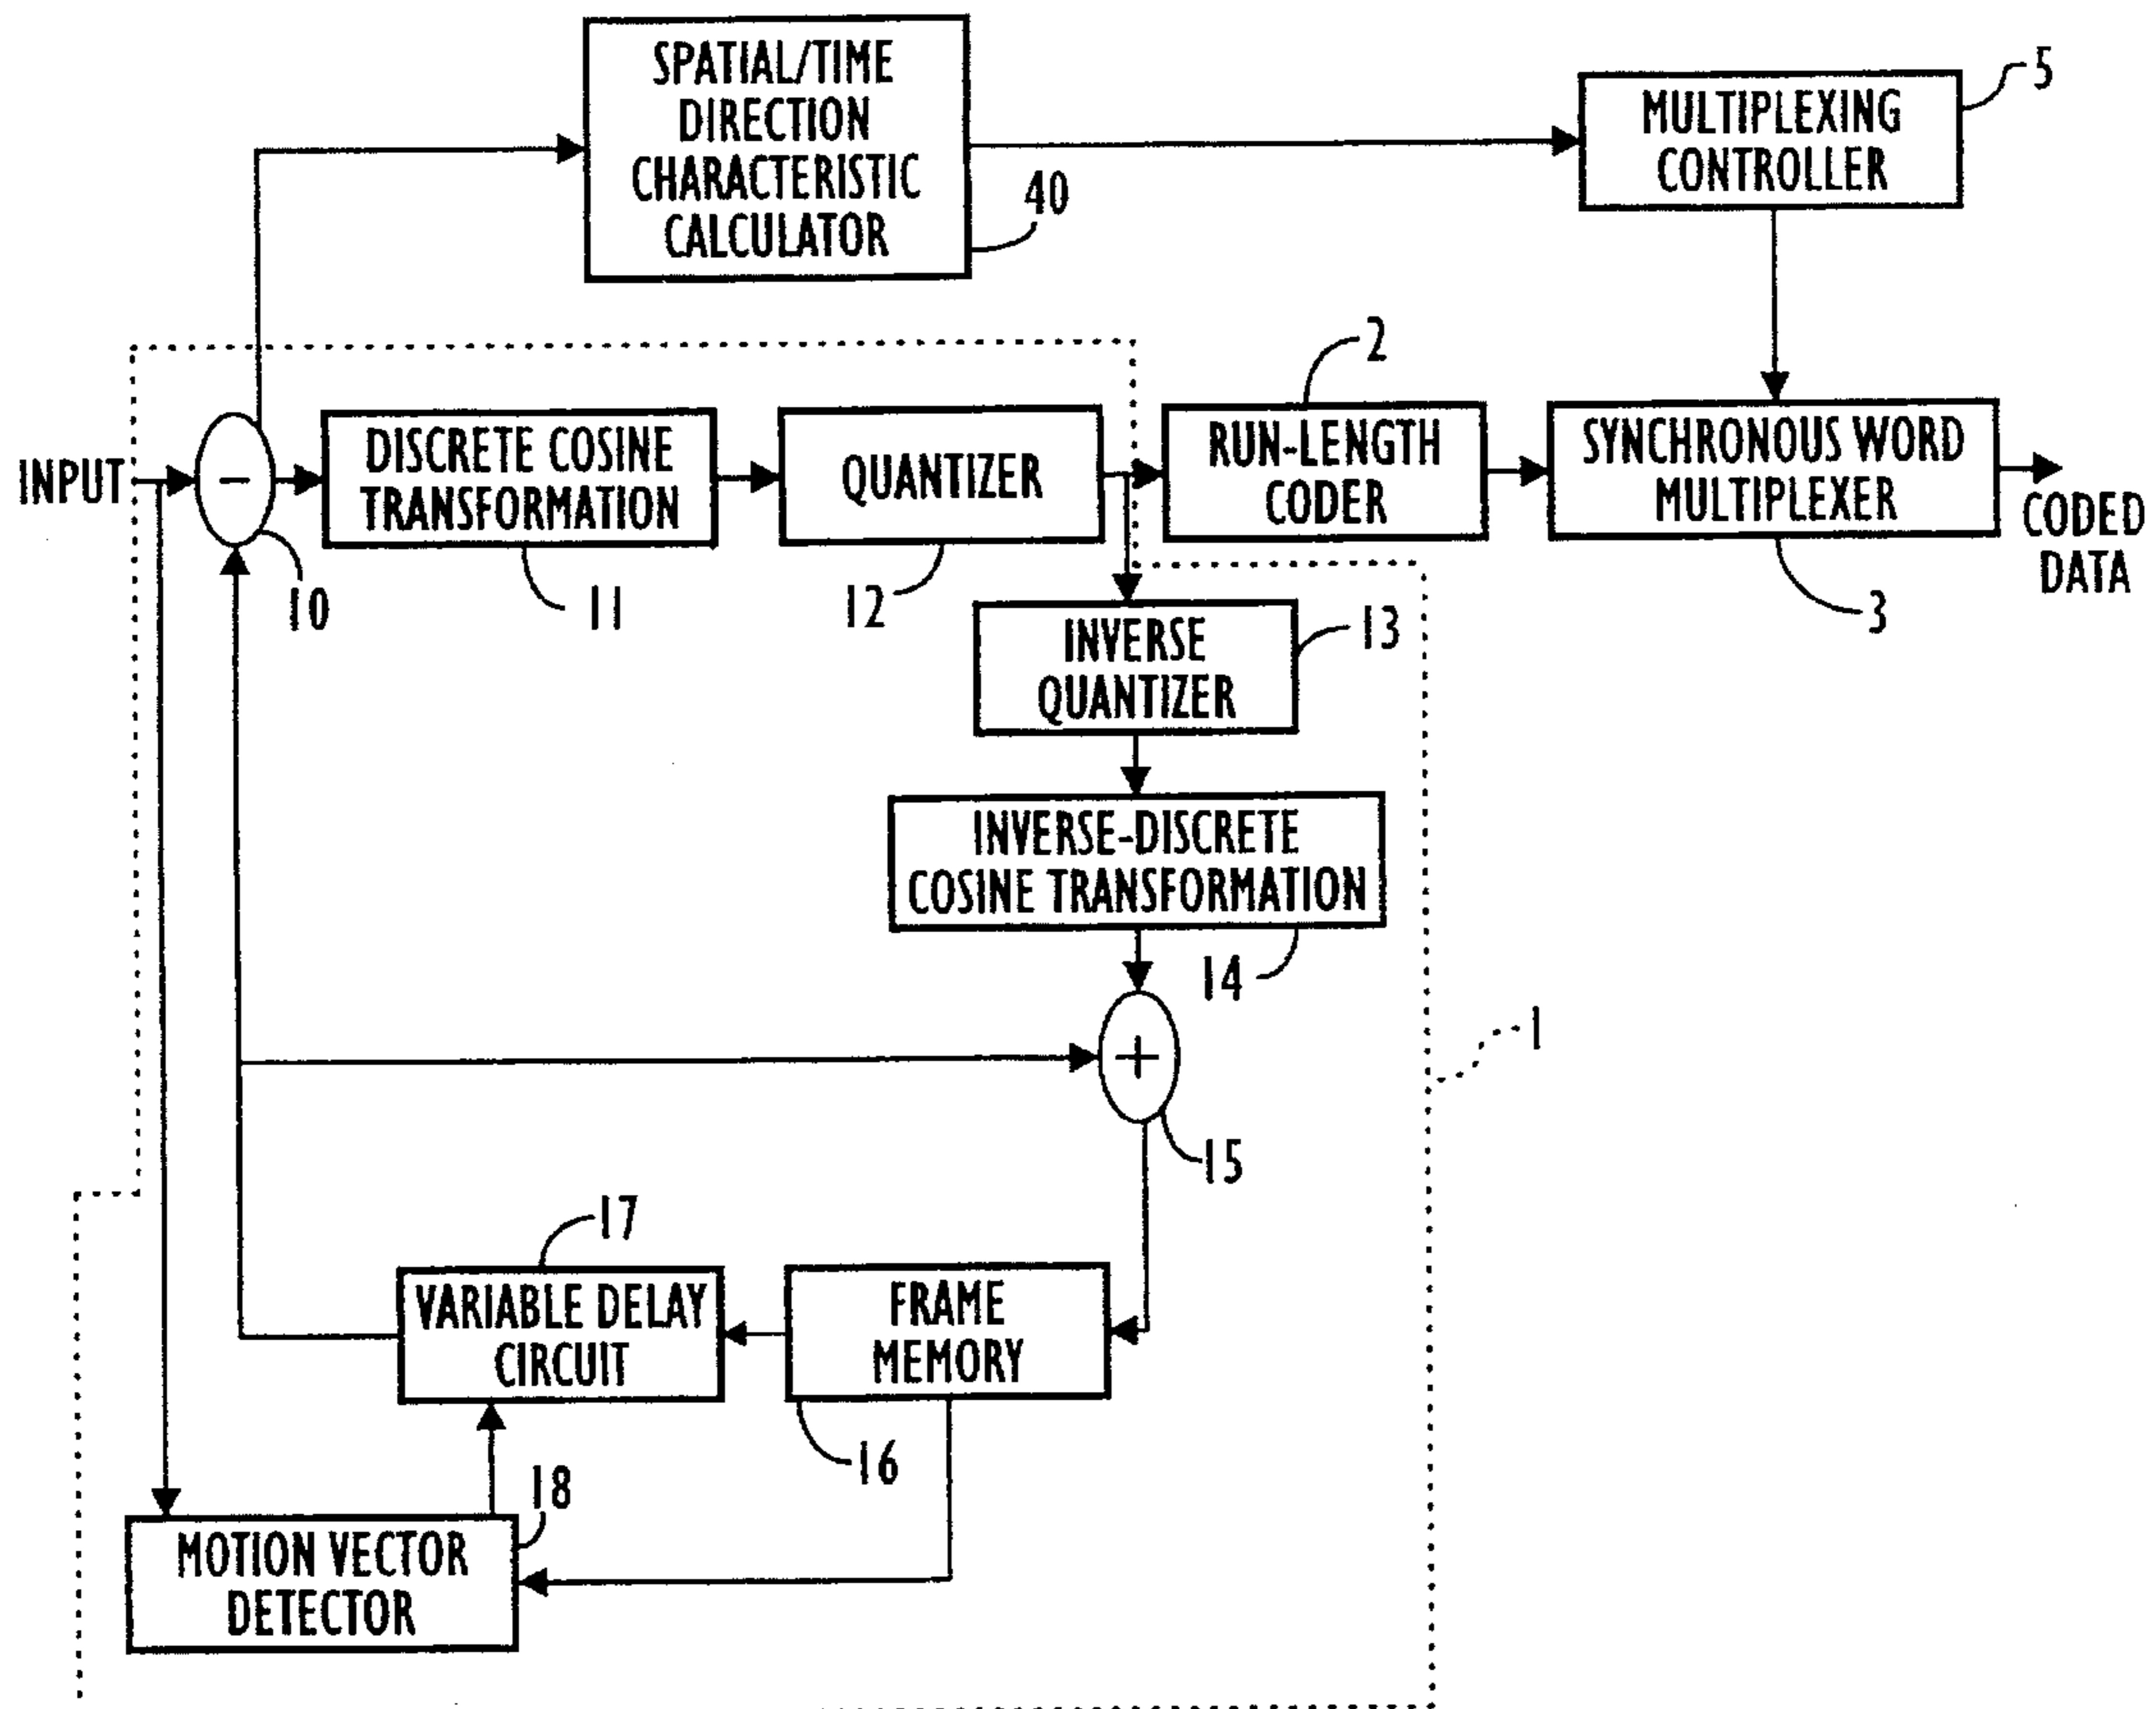 SPATIAL/TIME
DIRECTION
CHARACTERISTIC
CALCULATOR
40
MULTIPLEXING
CONTROLLER
5
INPUT
−
10
DISCRETE COSINE
TRANSFORMATION
11
QUANTIZER
12
RUN-LENGTH
CODER
2
SYNCHRONOUS WORD
MULTIPLEXER
3
CODED
DATA
INVERSE
QUANTIZER
13
INVERSE-DISCRETE
COSINE TRANSFORMATION
14
1
+
15
VARIABLE DELAY
CIRCUIT
17
FRAME
MEMORY
16
MOTION VECTOR
DETECTOR
18